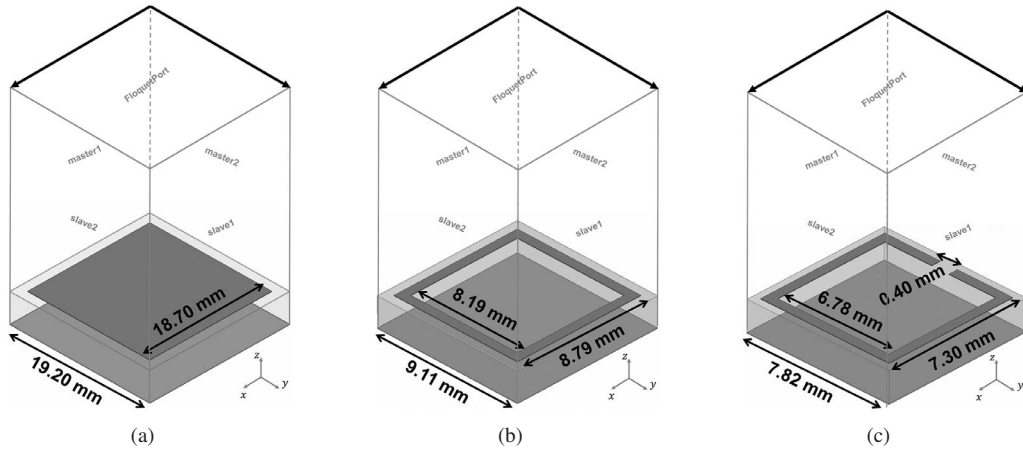 FloquetPort
master1
master2
slave2
slave1
18.70 mm
19.20 mm
z
x
y
(a)
FloquetPort
master1
master2
slave2
slave1
8.19 mm
8.79 mm
9.11 mm
z
x
y
(b)
FloquetPort
master1
master2
slave2
slave1
0.40 mm
6.78 mm
7.30 mm
7.82 mm
z
x
y
(c)